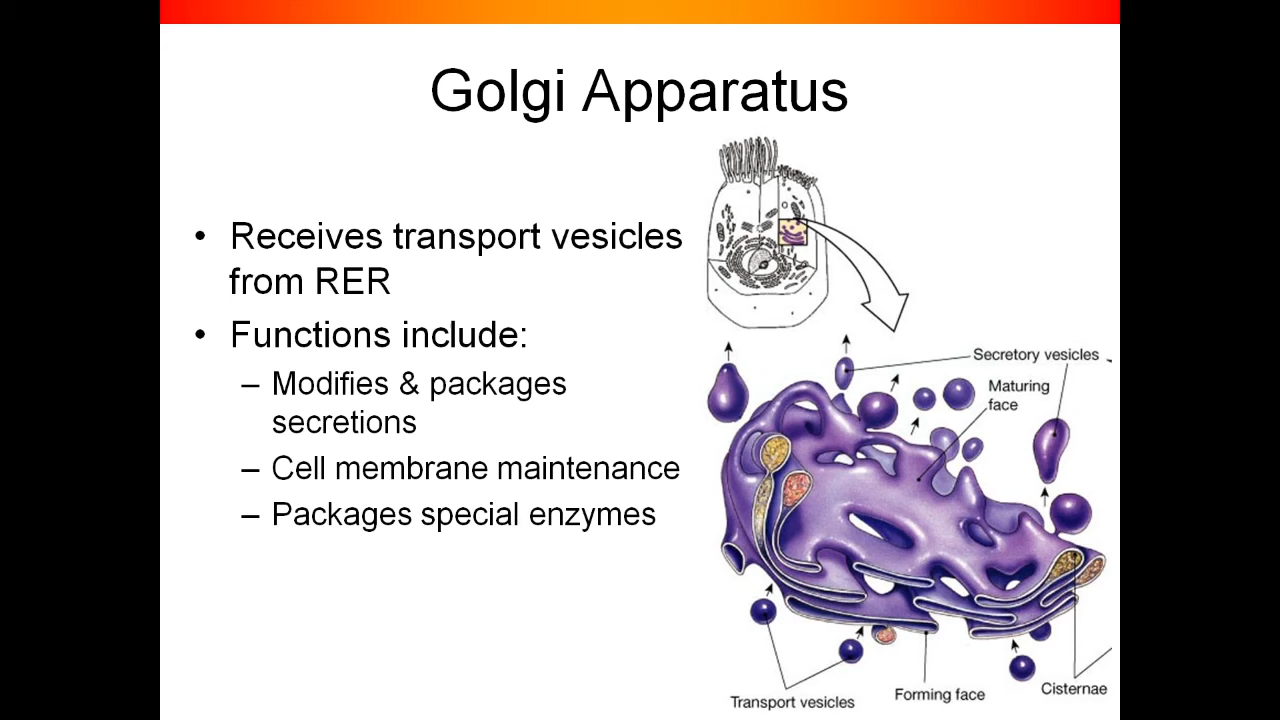 Golgi Apparatus
• Receives transport vesicles
from RER
• Functions include:
– Modifies & packages
secretions
– Cell membrane maintenance
– Packages special enzymes
Secretory vesicles
Maturing
face
Transport vesicles
Forming face
Cisternae